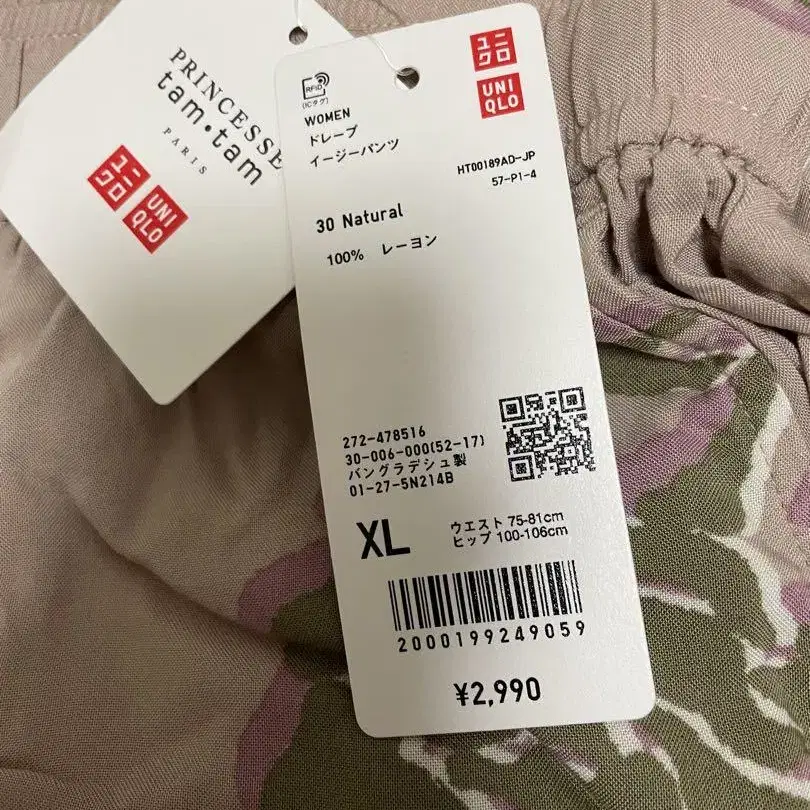 PRINCESSE
tam・tam
PARIS
ユニ
クロ
UNI
QLO
RFID
(ICタグ)
WOMEN
ドレープ
イージーパンツ
ユニ
クロ
UNI
QLO
HT00189AD-JP
57-P1-4
30 Natural
100% レーヨン
272-478516
30-006-000(52-17)
バングラデシュ製
01-27-5N214B
XL
ウエスト 75-81cm
ヒップ 100-106cm
2000199249059
¥2,990